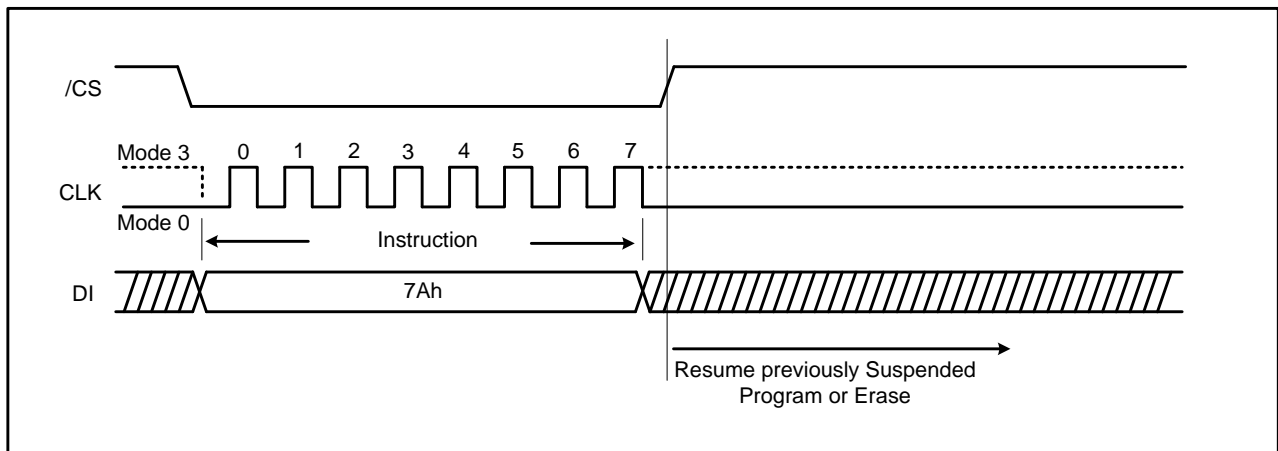 /CS
Mode 3
0 1 2 3 4 5 6 7
CLK
Mode 0
Instruction
DI
7Ah
Resume previously Suspended
Program or Erase